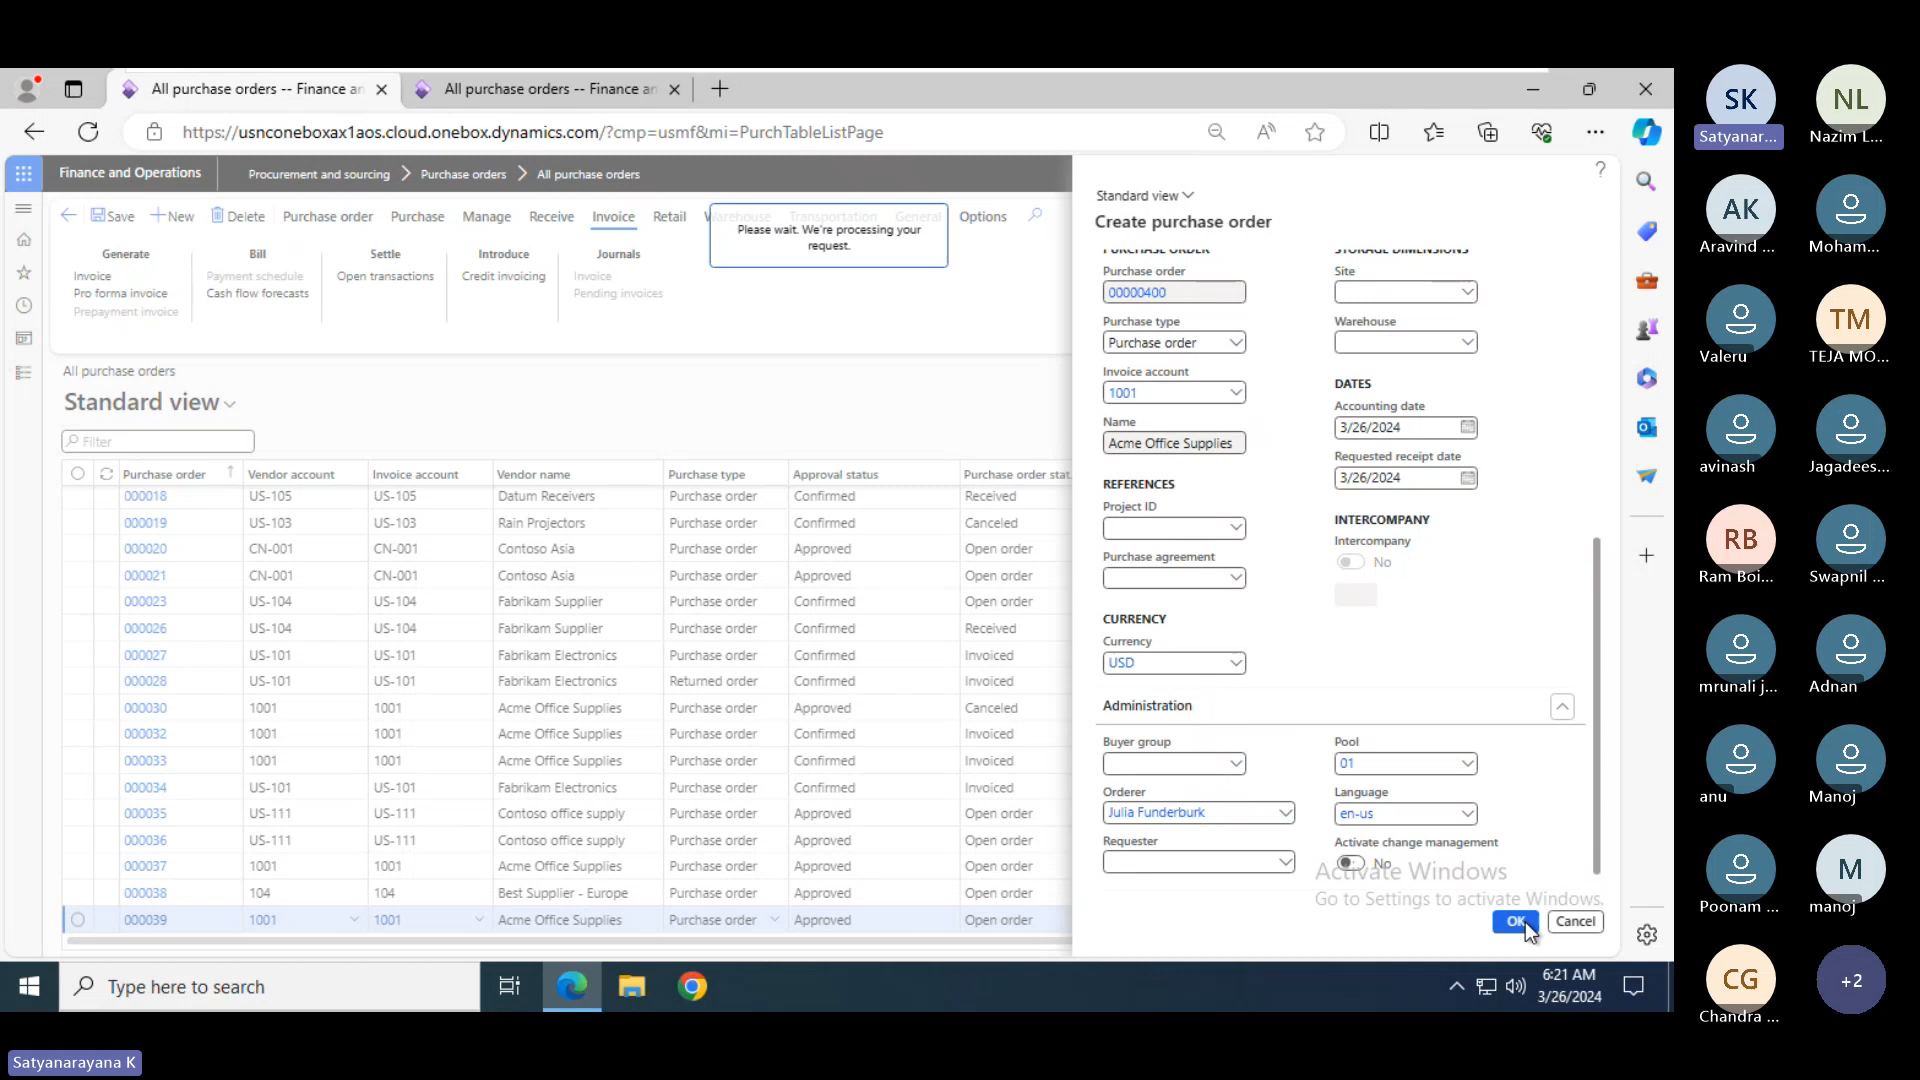 All purchase orders -- Finance an
All purchase orders -- Finance an
https://usnconeboxax1aos.cloud.onebox.dynamics.com/?cmp=usmf&mi=PurchTableListPage
Finance and Operations
Procurement and sourcing
Purchase orders
All purchase orders
Save
New
Delete
Purchase order
Purchase
Manage
Receive
Invoice
Retail
Warehouse
Transportation
General
Options
Please wait. We're processing your
request.
Generate
Invoice
Pro forma invoice
Prepayment invoice
Bill
Payment schedule
Cash flow forecasts
Settle
Open transactions
Introduce
Credit invoicing
Journals
Invoice
Pending invoices
All purchase orders
Standard view
Filter
Purchase order Vendor account Invoice account Vendor name Purchase type Approval status Purchase order stat
000018 US-105 US-105 Datum Receivers Purchase order Confirmed Received
000019 US-103 US-103 Rain Projectors Purchase order Confirmed Canceled
000020 CN-001 CN-001 Contoso Asia Purchase order Approved Open order
000021 CN-001 CN-001 Contoso Asia Purchase order Approved Open order
000023 US-104 US-104 Fabrikam Supplier Purchase order Confirmed Open order
000026 US-104 US-104 Fabrikam Supplier Purchase order Confirmed Received
000027 US-101 US-101 Fabrikam Electronics Purchase order Confirmed Invoiced
000028 US-101 US-101 Fabrikam Electronics Returned order Confirmed Invoiced
000030 1001 1001 Acme Office Supplies Purchase order Approved Canceled
000032 1001 1001 Acme Office Supplies Purchase order Confirmed Invoiced
000033 1001 1001 Acme Office Supplies Purchase order Confirmed Invoiced
000034 US-101 US-101 Fabrikam Electronics Purchase order Confirmed Invoiced
000035 US-111 US-111 Contoso office supply Purchase order Approved Open order
000036 US-111 US-111 Contoso office supply Purchase order Approved Open order
000037 1001 1001 Acme Office Supplies Purchase order Approved Open order
000038 104 104 Best Supplier - Europe Purchase order Approved Open order
000039 1001 1001 Acme Office Supplies Purchase order Approved Open order
?
Standard view
Create purchase order
PURCHASE ORDER
Purchase order
00000400
Purchase type
Purchase order
Invoice account
1001
Name
Acme Office Supplies
REFERENCES
Project ID
Purchase agreement
CURRENCY
Currency
USD
STORAGE DIMENSIONS
Site
Warehouse
DATES
Accounting date
3/26/2024
Requested receipt date
3/26/2024
INTERCOMPANY
Intercompany
No
Administration
Buyer group
Orderer
Julia Funderburk
Requester
Pool
01
Language
en-us
Activate change management
No
Activate Windows
Go to Settings to activate Windows.
OK
Cancel
Type here to search
6:21 AM
3/26/2024
SK
Satyanar...
NL
Nazim L...
AK
Aravind ...
Moham...
Valeru
TM
TEJA MO...
avinash
Jagadees...
RB
Ram Boi...
Swapnil ...
mrunali j...
Adnan
anu
Manoj
Poonam ...
M
manoj
CG
Chandra ...
+2
Satyanarayana K